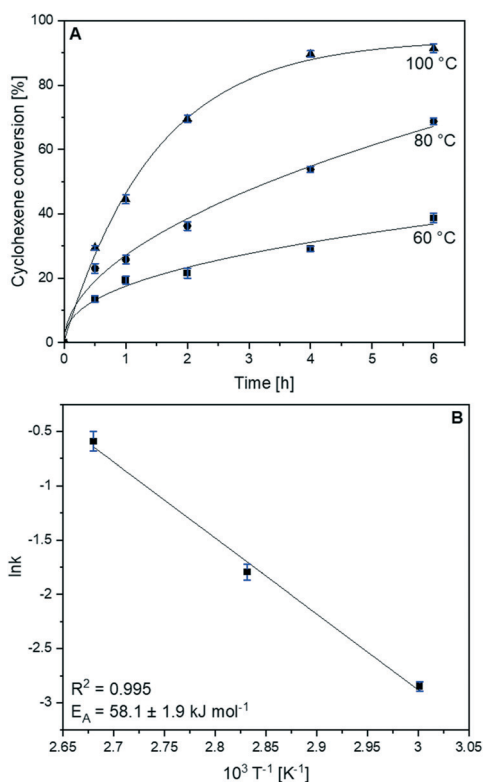 A
100
80
60
40
20
0
Cyclohexene conversion [%]
100 °C
80 °C
60 °C
0 1 2 3 4 5 6
Time [h]
B
-0.5
-1
-1.5
-2
-2.5
-3
lnk
R² = 0.995
E_A = 58.1 ± 1.9 kJ mol⁻¹
2.65 2.7 2.75 2.8 2.85 2.9 2.95 3 3.05
10³ T⁻¹ [K⁻¹]